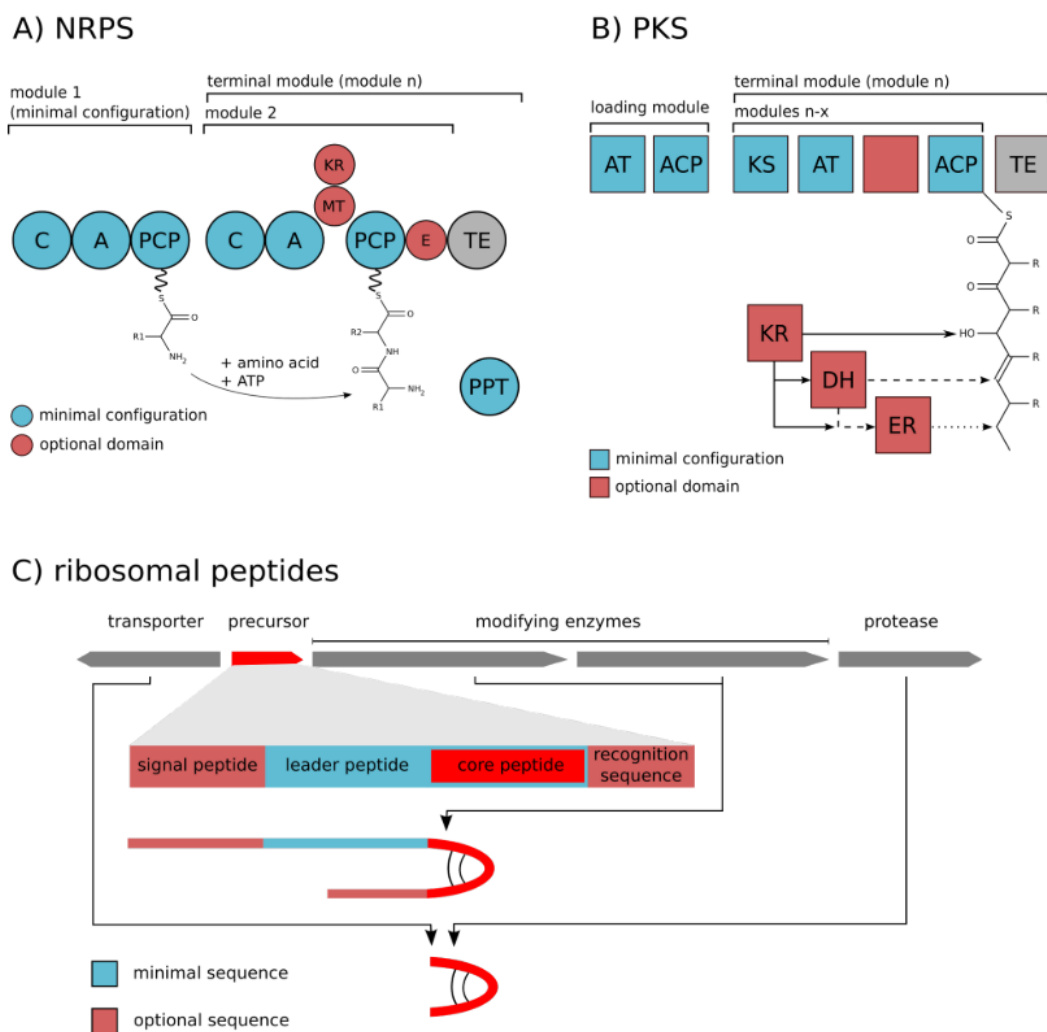 A) NRPS
module 1
(minimal configuration)
terminal module (module n)
module 2
KR
MT
C
A
PCP
C
A
PCP
E
TE
S
O
R1
NH2
S
O
R2
NH
O
NH2
R1
+ amino acid
+ ATP
PPT
minimal configuration
optional domain
B) PKS
loading module
terminal module (module n)
modules n-x
AT
ACP
KS
AT
ACP
TE
S
O
R
O
R
HO
R
R
KR
DH
ER
minimal configuration
optional domain
C) ribosomal peptides
transporter
precursor
modifying enzymes
protease
signal peptide
leader peptide
core peptide
recognition
sequence
minimal sequence
optional sequence